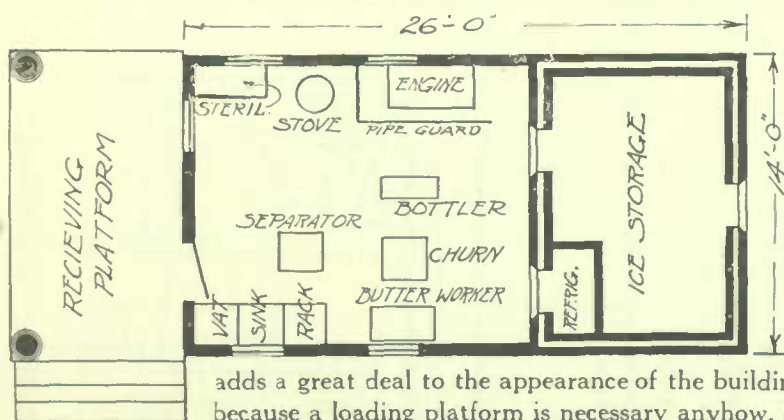 26'-0"
14'-0"
RECIEVING
PLATFORM
STERIL.
STOVE
ENGINE
PIPE GUARD
BOTTLER
SEPARATOR
CHURN
BUTTER WORKER
VAT
SINK
RACK
REFRIG.
ICE STORAGE
adds a great deal to the appearance of the buildin
because a loading platform is necessary anyhow.